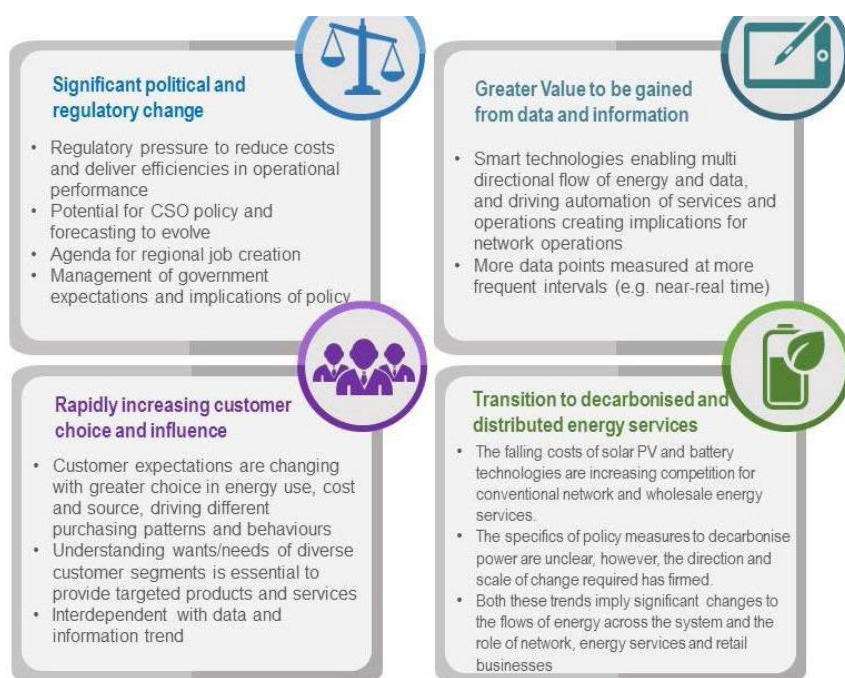 Significant political and
regulatory change
• Regulatory pressure to reduce costs
and deliver efficiencies in operational
performance
• Potential for CSO policy and
forecasting to evolve
• Agenda for regional job creation
• Management of government
expectations and implications of policy
Greater Value to be gained
from data and information
• Smart technologies enabling multi
directional flow of energy and data,
and driving automation of services and
operations creating implications for
network operations
• More data points measured at more
frequent intervals (e.g. near-real time)
Rapidly increasing customer
choice and influence
• Customer expectations are changing
with greater choice in energy use, cost
and source, driving different
purchasing patterns and behaviours
• Understanding wants/needs of diverse
customer segments is essential to
provide targeted products and services
• Interdependent with data and
information trend
Transition to decarbonised and
distributed energy services
• The falling costs of solar PV and battery
technologies are increasing competition for
conventional network and wholesale energy
services.
• The specifics of policy measures to decarbonise
power are unclear, however, the direction and
scale of change required has firmed.
• Both these trends imply significant changes to
the flows of energy across the system and the
role of network, energy services and retail
businesses